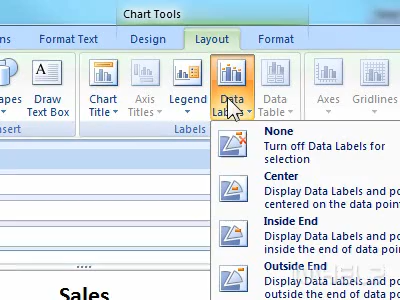 Chart Tools
ns Format Text Design Layout Format
apes Draw Text Box Chart Title Axis Titles Legend Data Labels Data Table Axes Gridlines
nsert Labels
None
Turn off Data Labels for
selection
Center
Display Data Labels and po
centered on the data poin
Inside End
Display Data Labels and po
inside the end of data poi
Outside End
Display Data Labels and po
outside the end of data
Sales